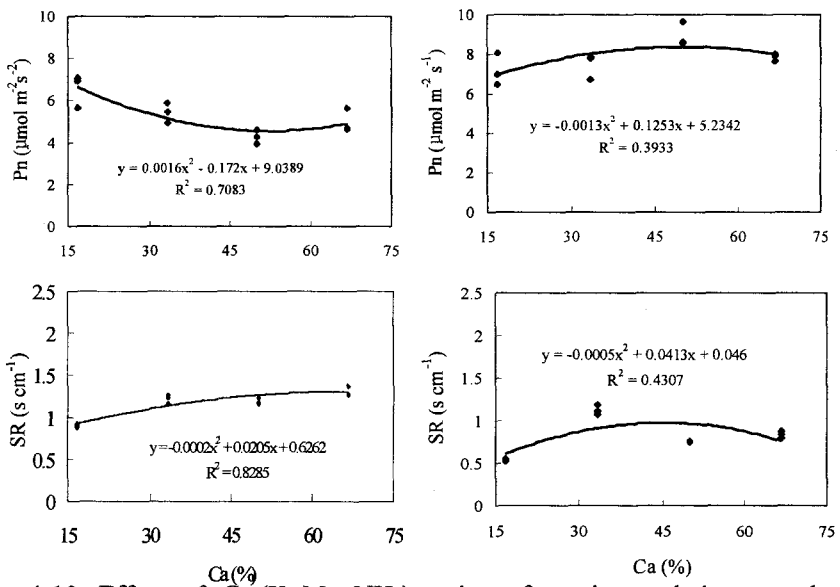 10
8
6
4
2
0
Pn (μmol m⁻²s⁻²)
y = 0.0016x² - 0.172x + 9.0389
R² = 0.7083
15 30 45 60 75
10
8
6
4
2
0
Pn (μmol m⁻² s⁻¹)
y = -0.0013x² + 0.1253x + 5.2342
R² = 0.3933
15 30 45 60 75
2.5
2
1.5
1
0.5
0
SR (s cm⁻¹)
y=-0.0002x² + 0.0205x + 0.6262
R² = 0.8285
15 30 45 60 75
Ca (%)
2.5
2
1.5
1
0.5
0
SR (s cm⁻¹)
y = -0.0005x² + 0.0413x + 0.046
R² = 0.4307
15 30 45 60 75
Ca (%)